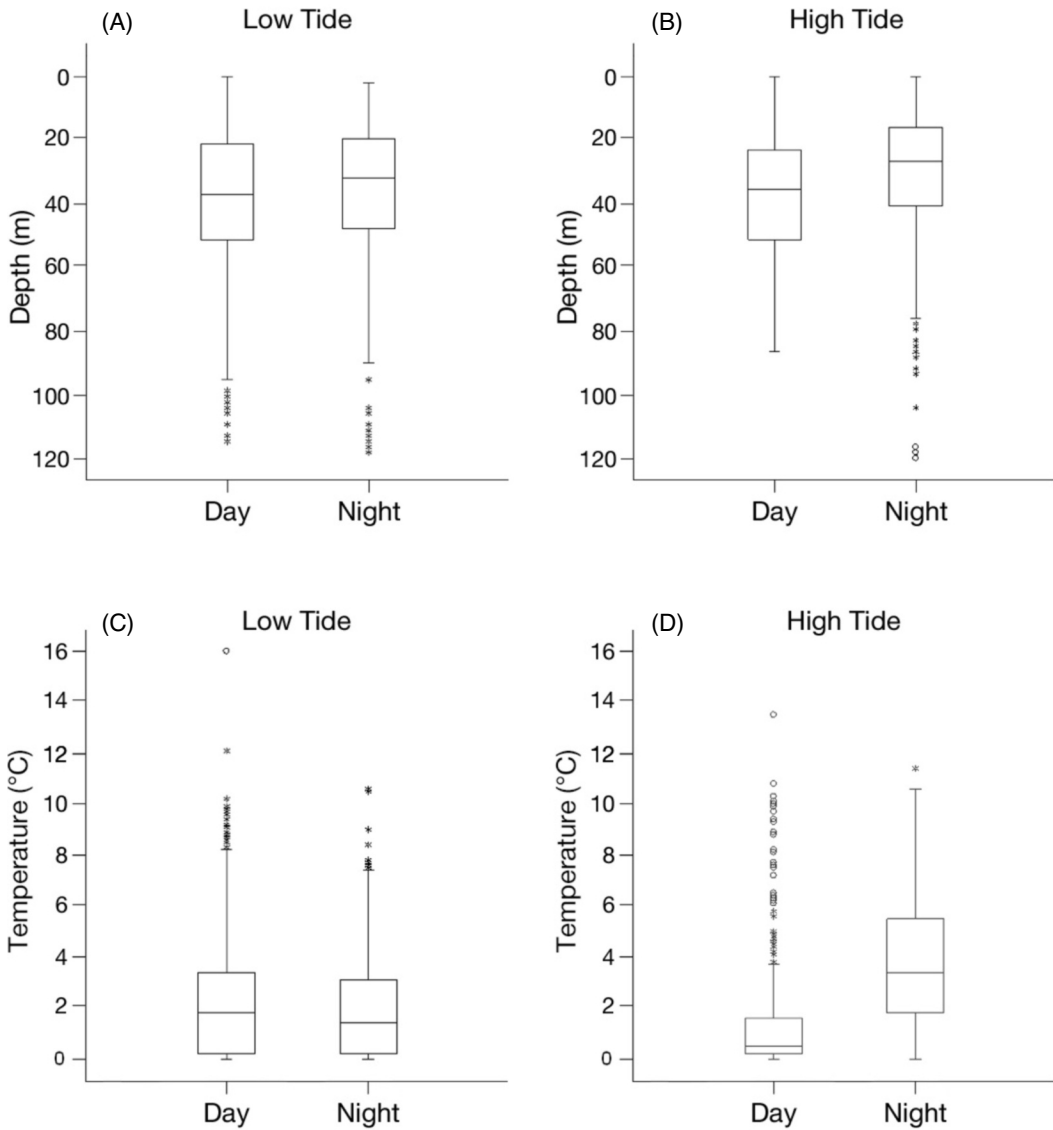 (A) Low Tide
0
20
40
60
80
100
120
Depth (m)
Day Night
(B) High Tide
0
20
40
60
80
100
120
Depth (m)
Day Night
(C) Low Tide
16
14
12
10
8
6
4
2
0
Temperature (°C)
Day Night
(D) High Tide
16
14
12
10
8
6
4
2
0
Temperature (°C)
Day Night